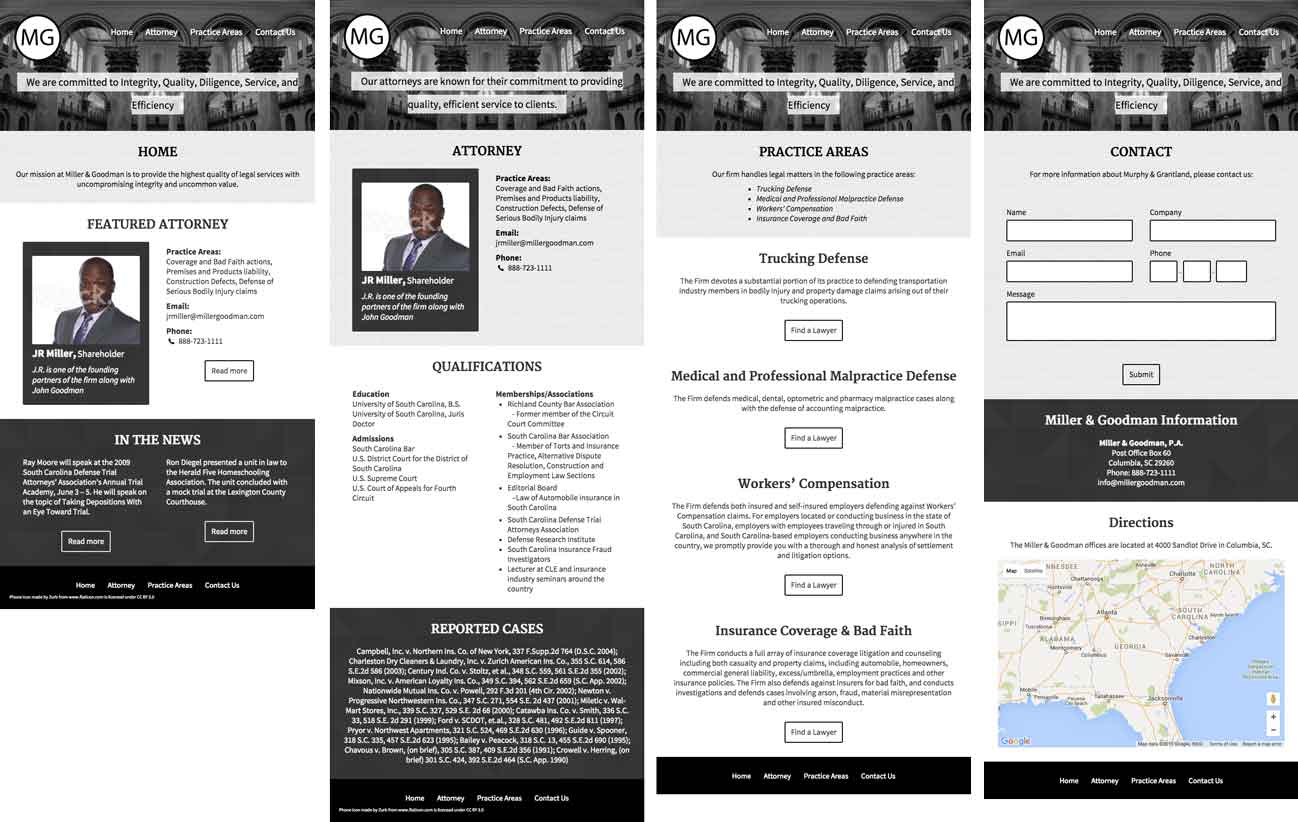 MG
Home Attorney Practice Areas Contact Us
We are committed to Integrity, Quality, Diligence, Service, and
Efficiency
HOME
Our mission at Miller & Goodman is to provide the highest quality of legal services with
uncompromising integrity and uncommon value.
FEATURED ATTORNEY
JR Miller, Shareholder
J.R. is one of the founding
partners of the firm along with
John Goodman
Practice Areas:
Coverage and Bad Faith actions,
Premises and Products liability,
Construction Defects, Defense of
Serious Bodily Injury claims
Email:
jrmiller@millergoodman.com
Phone:
888-723-1111
Read more
IN THE NEWS
Ray Moore will speak at the 2009
South Carolina Defense Trial
Attorneys' Association's Annual Trial
Academy, June 3 – 5. He will speak on
the topic of Taking Depositions With
an Eye Toward Trial.
Read more
Ron Diegel presented a unit in law to
the Herald Five Homeschooling
Association. The unit concluded with
a mock trial at the Lexington County
Courthouse.
Read more
Home Attorney Practice Areas Contact Us
Phone icon made by Zurb from www.flaticon.com is licensed under CC BY 3.0
MG
Home Attorney Practice Areas Contact Us
Our attorneys are known for their commitment to providing
quality, efficient service to clients.
ATTORNEY
JR Miller, Shareholder
J.R. is one of the founding
partners of the firm along with
John Goodman
Practice Areas:
Coverage and Bad Faith actions,
Premises and Products liability,
Construction Defects, Defense of
Serious Bodily Injury claims
Email:
jrmiller@millergoodman.com
Phone:
888-723-1111
QUALIFICATIONS
Education
University of South Carolina, B.S.
University of South Carolina, Juris
Doctor
Admissions
South Carolina Bar
U.S. District Court for the District of
South Carolina
U.S. Supreme Court
U.S. Court of Appeals for Fourth
Circuit
Memberships/Associations
• Richland County Bar Association
- Former member of the Circuit
Court Committee
• South Carolina Bar Association
- Member of Torts and Insurance
Practice, Alternative Dispute
Resolution, Construction and
Employment Law Sections
• Editorial Board
–Law of Automobile insurance in
South Carolina
• South Carolina Defense Trial
Attorneys Association
• Defense Research Institute
• South Carolina Insurance Fraud
Investigators
• Lecturer at CLE and insurance
industry seminars around the
country
REPORTED CASES
Campbell, Inc. v. Northern Ins. Co. of New York, 337 F.Supp.2d 764 (D.S.C. 2004);
Charleston Dry Cleaners & Laundry, Inc. v. Zurich American Ins. Co., 355 S.C. 614, 586
S.E.2d 586 (2003); Century Ind. Co. v. Stoltz, et al., 348 S.C. 559, 561 S.E.2d 355 (2002);
Mixson, Inc. v. American Loyalty Ins. Co., 349 S.C. 394, 562 S.E.2d 659 (S.C. App. 2002);
Nationwide Mutual Ins. Co. v. Powell, 292 F.3d 201 (4th Cir. 2002); Newton v.
Progressive Northwestern Ins. Co., 347 S.C. 271, 554 S.E. 2d 437 (2001); Miletic v. Wal-
Mart Stores, Inc., 339 S.C. 327, 529 S.E. 2d 66 (2000); Catawba Ins. Co. v. Smith, 336 S.C.
33, 518 S.E. 2d 291 (1999); Ford v. SCDOT, et.al., 328 S.C. 481, 492 S.E.2d 811 (1997);
Pryor v. Northwest Apartments, 321 S.C. 524, 469 S.E.2d 630 (1996); Guide v. Spooner,
318 S.C. 335, 457 S.E.2d 623 (1995); Bailey v. Peacock, 318 S.C. 13, 455 S.E.2d 690 (1995);
Chavous v. Brown, (on brief), 305 S.C. 387, 409 S.E.2d 356 (1991); Crowell v. Herring, (on
brief) 301 S.C. 424, 392 S.E.2d 464 (S.C. App. 1990)
Home Attorney Practice Areas Contact Us
Phone icon made by Zurb from www.flaticon.com is licensed under CC BY 3.0
MG
Home Attorney Practice Areas Contact Us
We are committed to Integrity, Quality, Diligence, Service, and
Efficiency
PRACTICE AREAS
Our firm handles legal matters in the following practice areas:
• Trucking Defense
• Medical and Professional Malpractice Defense
• Workers' Compensation
• Insurance Coverage and Bad Faith
Trucking Defense
The Firm devotes a substantial portion of its practice to defending transportation
industry members in bodily injury and property damage claims arising out of their
trucking operations.
Find a Lawyer
Medical and Professional Malpractice Defense
The Firm defends medical, dental, optometric and pharmacy malpractice cases along
with the defense of accounting malpractice.
Find a Lawyer
Workers' Compensation
The Firm defends both insured and self-insured employers defending against Workers'
Compensation claims. For employers located or conducting business in the state of
South Carolina, employers with employees traveling through or injured in South
Carolina, and South Carolina-based employers conducting business anywhere in the
country, we promptly provide you with a thorough and honest analysis of settlement
and litigation options.
Find a Lawyer
Insurance Coverage & Bad Faith
The Firm conducts a full array of insurance coverage litigation and counseling
including both casualty and property claims, including automobile, homeowners,
commercial general liability, excess/umbrella, employment practices and other
insurance policies. The Firm also defends against insurers for bad faith, and conducts
investigations and defends cases involving arson, fraud, material misrepresentation
and other insured misconduct.
Find a Lawyer
Home Attorney Practice Areas Contact Us
MG
Home Attorney Practice Areas Contact Us
We are committed to Integrity, Quality, Diligence, Service, and
Efficiency
CONTACT
For more information about Murphy & Grantland, please contact us:
Name Company
Email Phone
Message
Submit
Miller & Goodman Information
Miller & Goodman, P.A.
Post Office Box 60
Columbia, SC 29260
Phone: 888-723-1111
info@millergoodman.com
Directions
The Miller & Goodman offices are located at 4000 Sandlot Drive in Columbia, SC.
Map Satellite
NNESSEE
Asheville
NORTH
CAROLINA
Charlotte
Chattanooga
Huntsville
Atlanta
SOUTH
CAROLINA
Myrtle Beach
Birmingham
Tuscaloosa
SIPPI
ALABAMA
Montgomery
Columbus
GEORGIA
Savannah
Mobile
Pensacola
Panama
City Beach
Tallahassee
Jacksonville
Google
Map data ©2015 Google, INEGI Terms of Use Report a map error
Home Attorney Practice Areas Contact Us